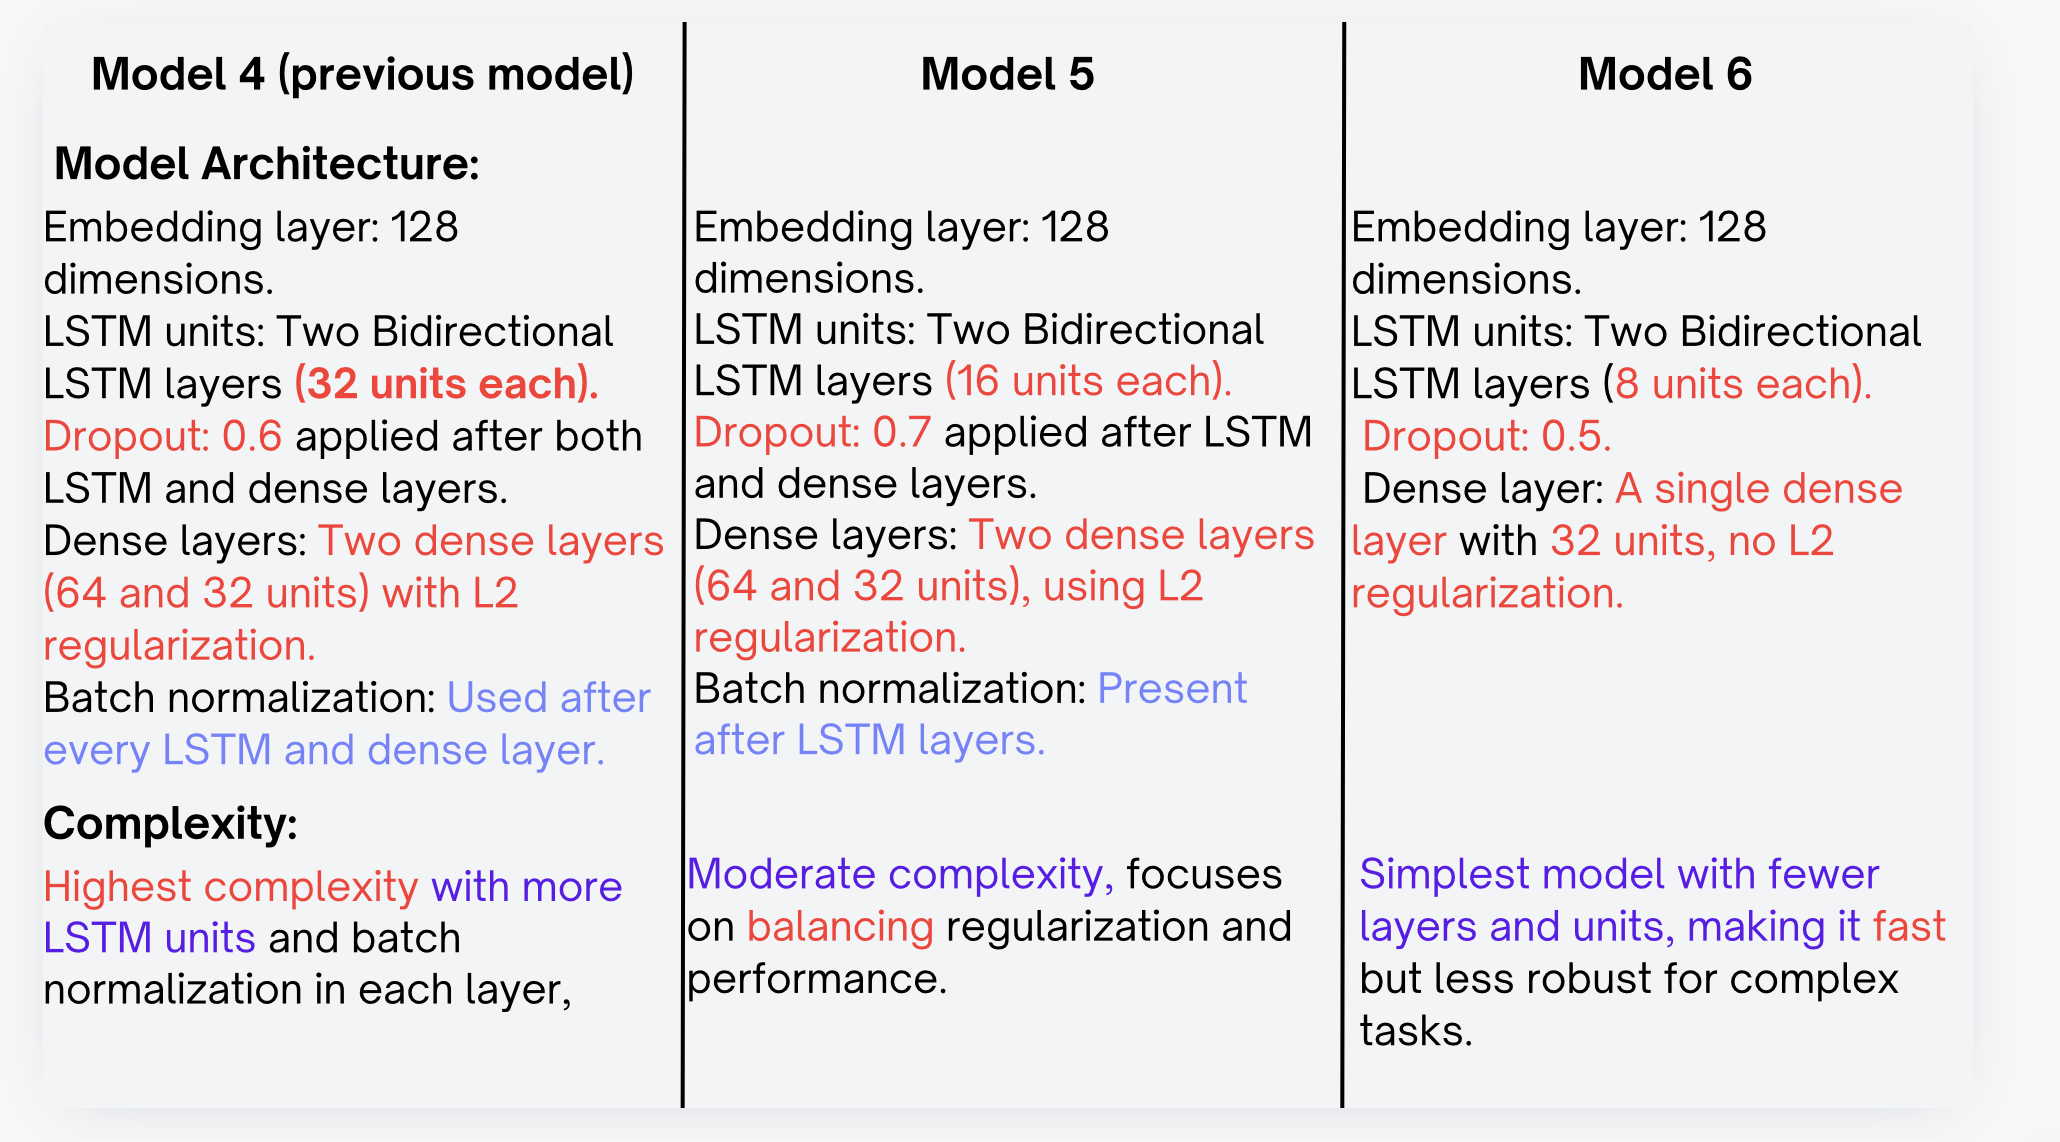 Model 4 (previous model)
Model Architecture:
Embedding layer: 128
dimensions.
LSTM units: Two Bidirectional
LSTM layers (32 units each).
Dropout: 0.6 applied after both
LSTM and dense layers.
Dense layers: Two dense layers
(64 and 32 units) with L2
regularization.
Batch normalization: Used after
every LSTM and dense layer.
Complexity:
Highest complexity with more
LSTM units and batch
normalization in each layer,
Model 5
Embedding layer: 128
dimensions.
LSTM units: Two Bidirectional
LSTM layers (16 units each).
Dropout: 0.7 applied after LSTM
and dense layers.
Dense layers: Two dense layers
(64 and 32 units), using L2
regularization.
Batch normalization: Present
after LSTM layers.
Moderate complexity, focuses
on balancing regularization and
performance.
Model 6
Embedding layer: 128
dimensions.
LSTM units: Two Bidirectional
LSTM layers (8 units each).
Dropout: 0.5.
Dense layer: A single dense
layer with 32 units, no L2
regularization.
Simplest model with fewer
layers and units, making it fast
but less robust for complex
tasks.